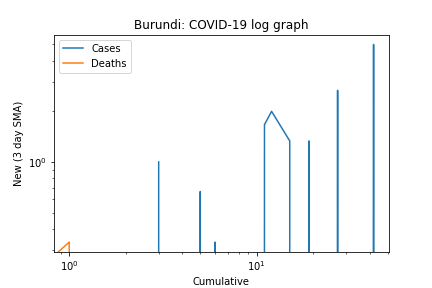 Burundi: COVID-19 log graph
Cases
Deaths
New (3 day SMA)
10⁰
10⁰
10¹
Cumulative